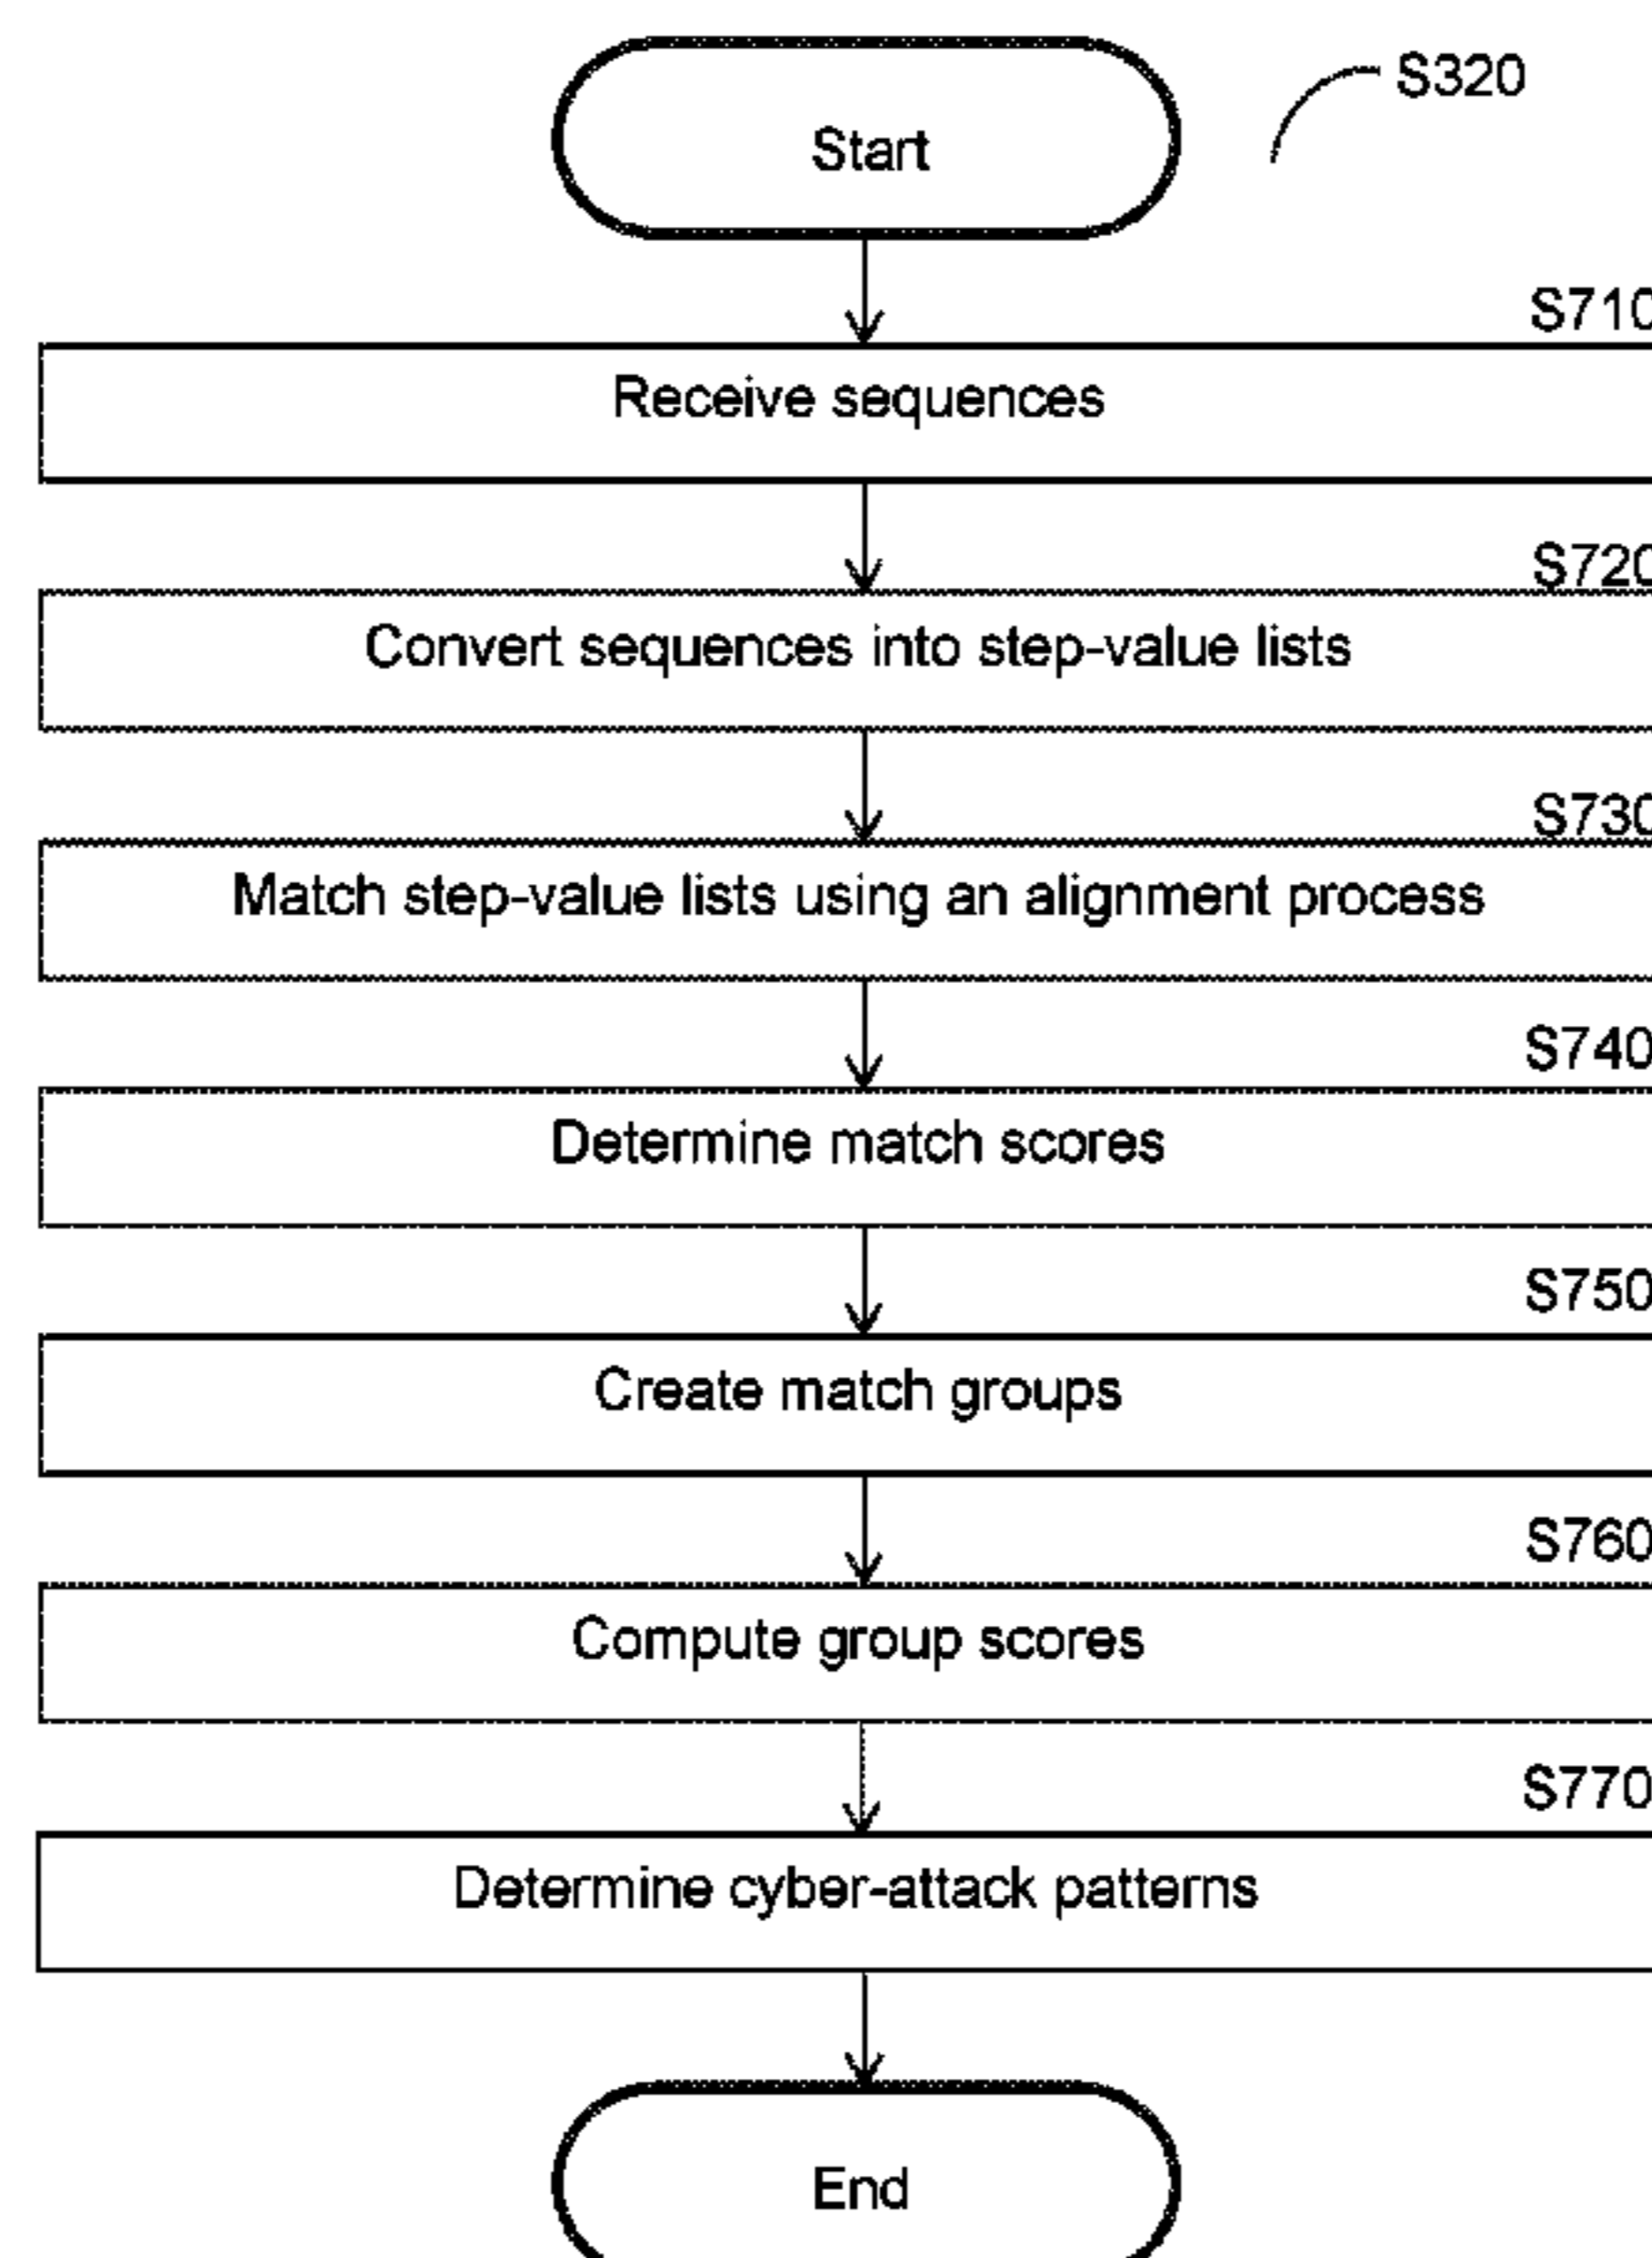 Start
S320
S710
Receive sequences
S720
Convert sequences into step-value lists
S730
Match step-value lists using an alignment process
S740
Determine match scores
S750
Create match groups
S760
Compute group scores
S770
Determine cyber-attack patterns
End